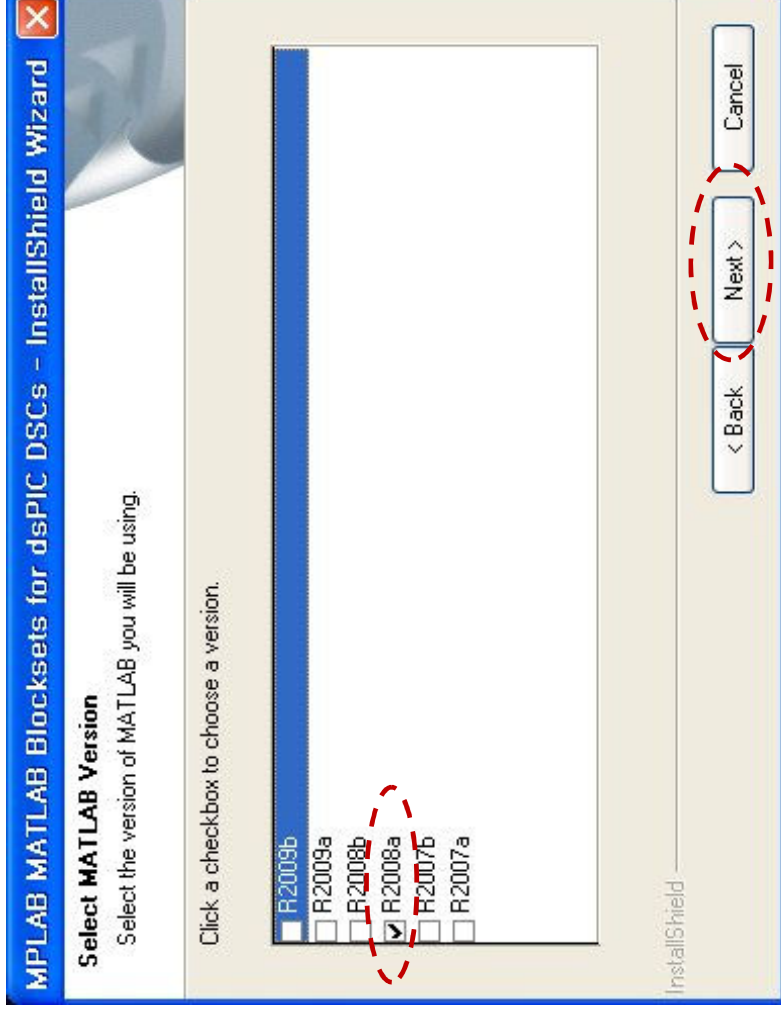 MPLAB MATLAB Blocksets for dsPIC DSCs - InstallShield Wizard
Select MATLAB Version
Select the version of MATLAB you will be using.
Click a checkbox to choose a version.
R2009b
R2009a
R2008b
R2008a
R2007b
R2007a
InstallShield
< Back Next > Cancel